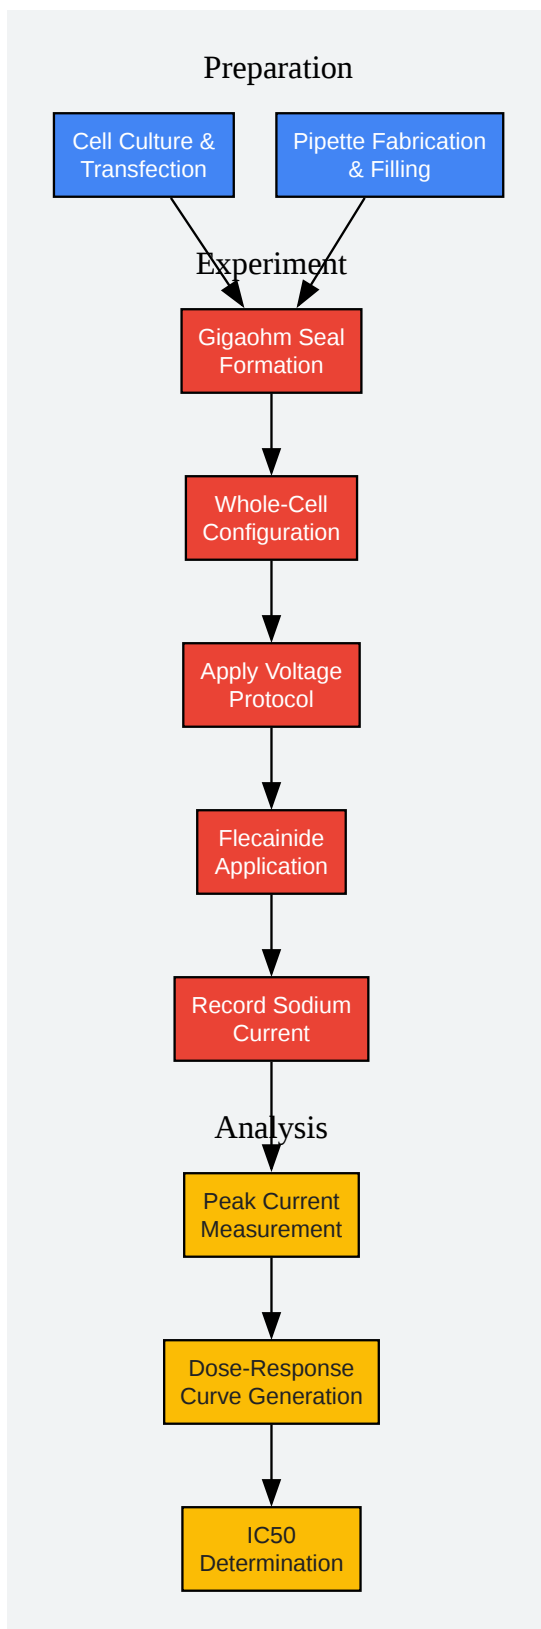 Preparation
Cell Culture &
Transfection
Pipette Fabrication
& Filling
Experiment
Gigaohm Seal
Formation
Whole-Cell
Configuration
Apply Voltage
Protocol
Flecainide
Application
Record Sodium
Current
Analysis
Peak Current
Measurement
Dose-Response
Curve Generation
IC50
Determination